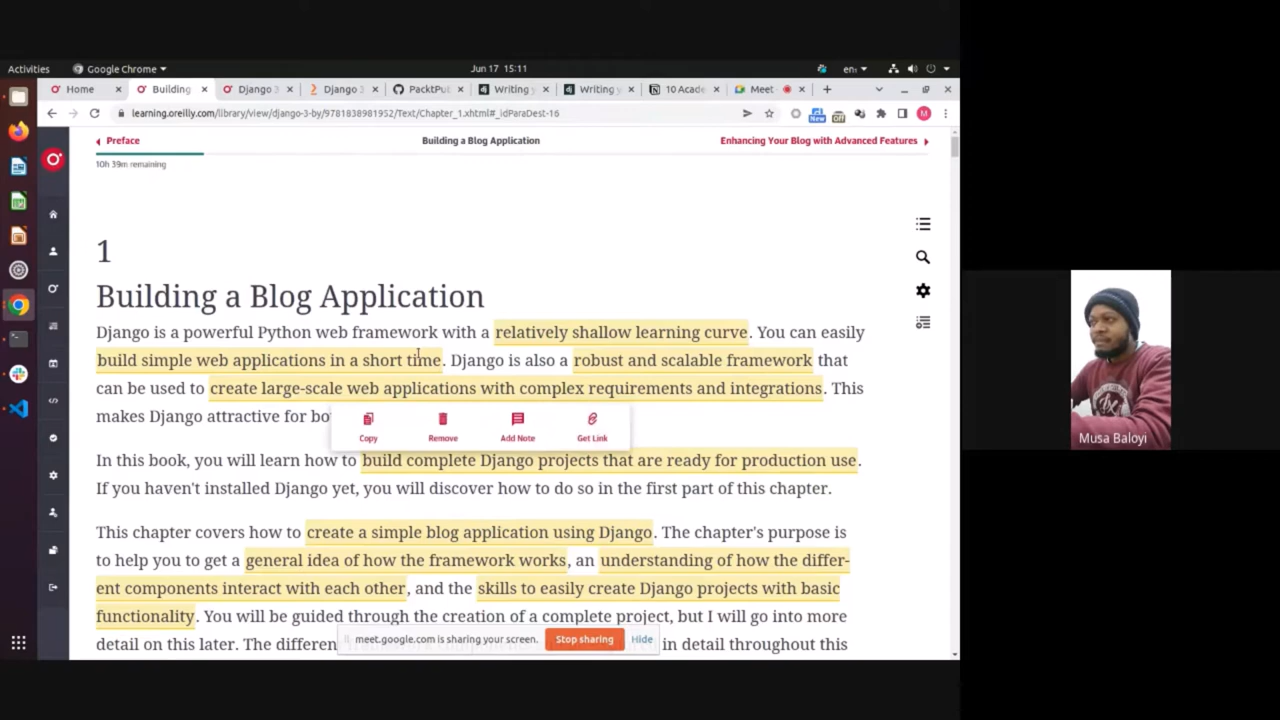 Activities
Google Chrome
Jun 17 15:11
en₁
Home
Building
Django 3
Django 3
PacktPu
Writing y
Writing y
10 Acade
Meet -
learning.oreilly.com/library/view/django-3-by/9781838981952/Text/Chapter_1.xhtml#_idParaDest-16
New
Off
M
Preface
Building a Blog Application
Enhancing Your Blog with Advanced Features
10h 39m remaining
1
Building a Blog Application
Django is a powerful Python web framework with a relatively shallow learning curve. You can easily
build simple web applications in a short time. Django is also a robust and scalable framework that
can be used to create large-scale web applications with complex requirements and integrations. This
makes Django attractive for bo
Copy
Remove
Add Note
Get Link
In this book, you will learn how to build complete Django projects that are ready for production use.
If you haven't installed Django yet, you will discover how to do so in the first part of this chapter.
This chapter covers how to create a simple blog application using Django. The chapter's purpose is
to help you to get a general idea of how the framework works, an understanding of how the differ-
ent components interact with each other, and the skills to easily create Django projects with basic
functionality. You will be guided through the creation of a complete project, but I will go into more
detail on this later. The differen
in detail throughout this
meet.google.com is sharing your screen.
Stop sharing
Hide
Musa Baloyi